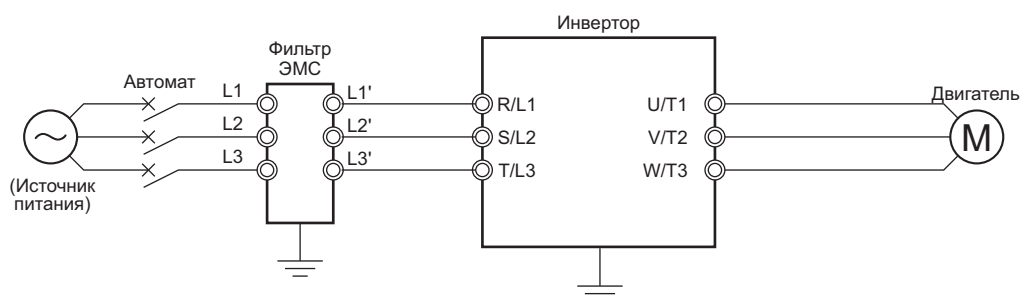 Инвертор
Фильтр
ЭМС
Автомат
L1
L1'
R/L1
U/T1
Двигатель
L2
L2'
S/L2
V/T2
M
L3
L3'
T/L3
W/T3
(Источник
питания)